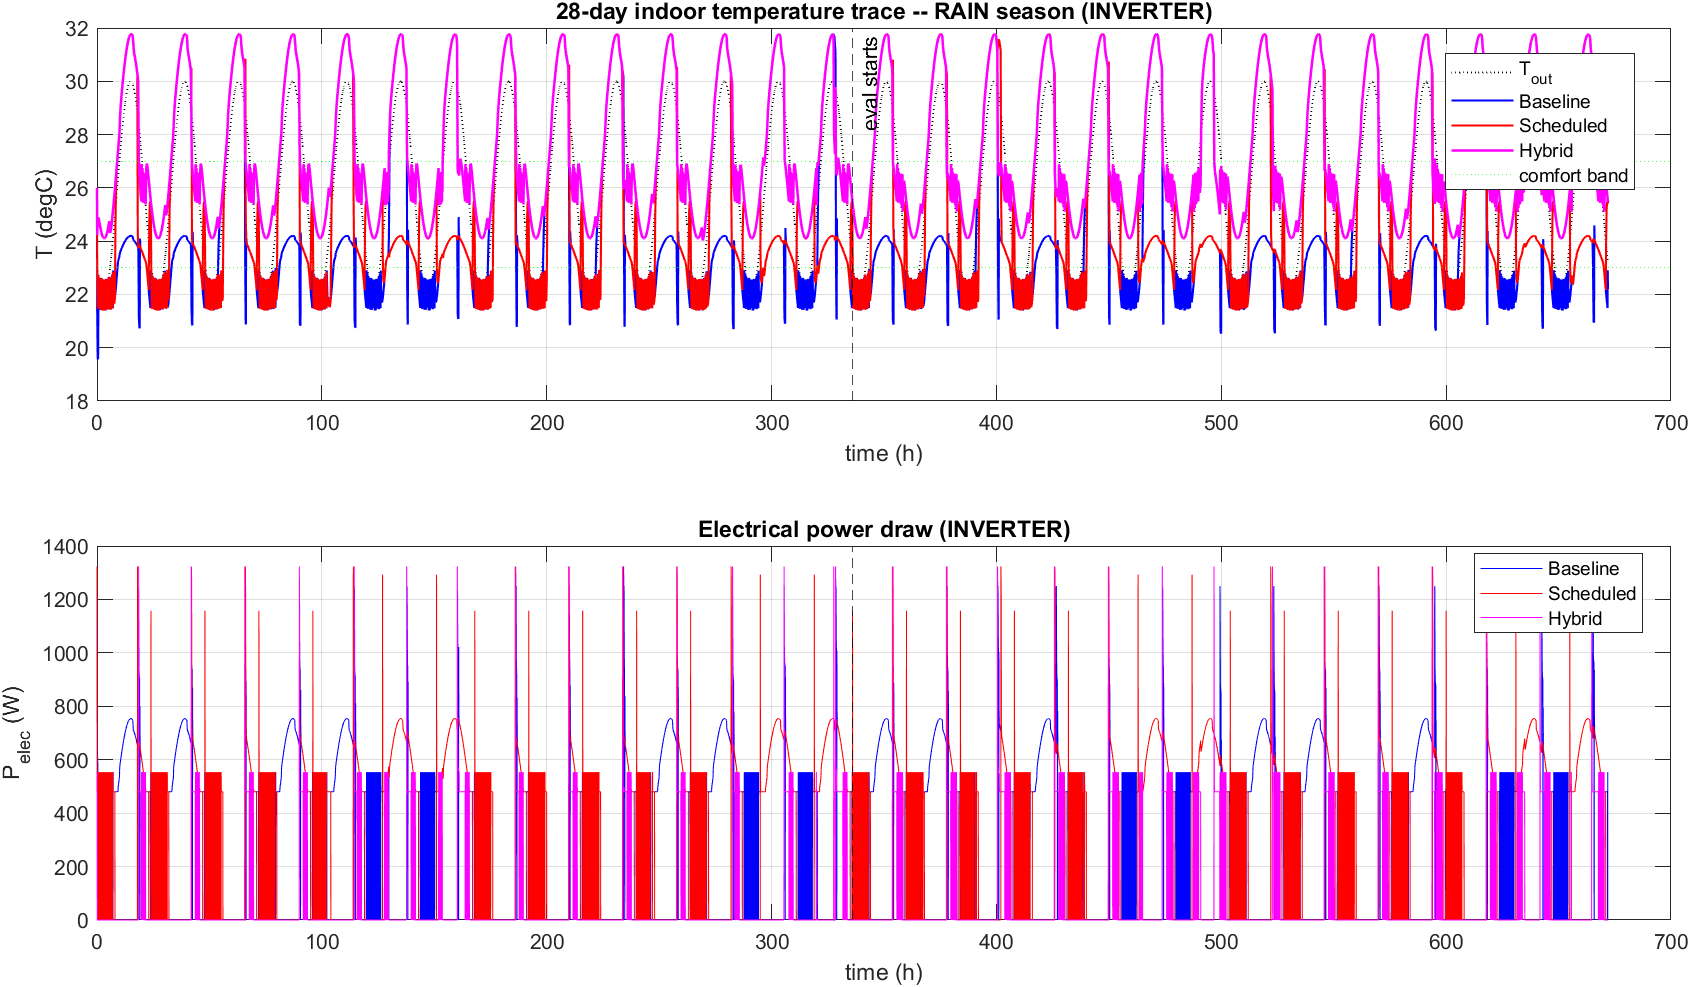 28-day indoor temperature trace -- RAIN season (INVERTER)
T (degC)
32
30
28
26
24
22
20
18
eval starts
T_out
Baseline
Scheduled
Hybrid
comfort band
0 100 200 300 400 500 600 700
time (h)
Electrical power draw (INVERTER)
P_elec (W)
1400
1200
1000
800
600
400
200
0
Baseline
Scheduled
Hybrid
0 100 200 300 400 500 600 700
time (h)